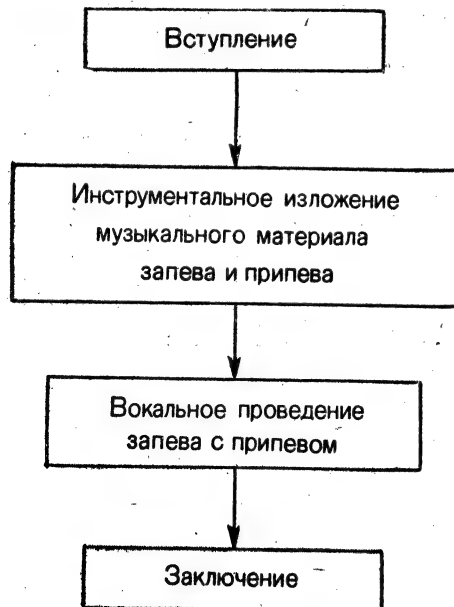 Вступление
Инструментальное изложение
музыкального материала
запева и припева
Вокальное проведение
запева с припевом
Заключение